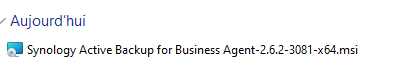 Aujourd’hui
Synology Active Backup for Business Agent-2.6.2-3081-x64.msi